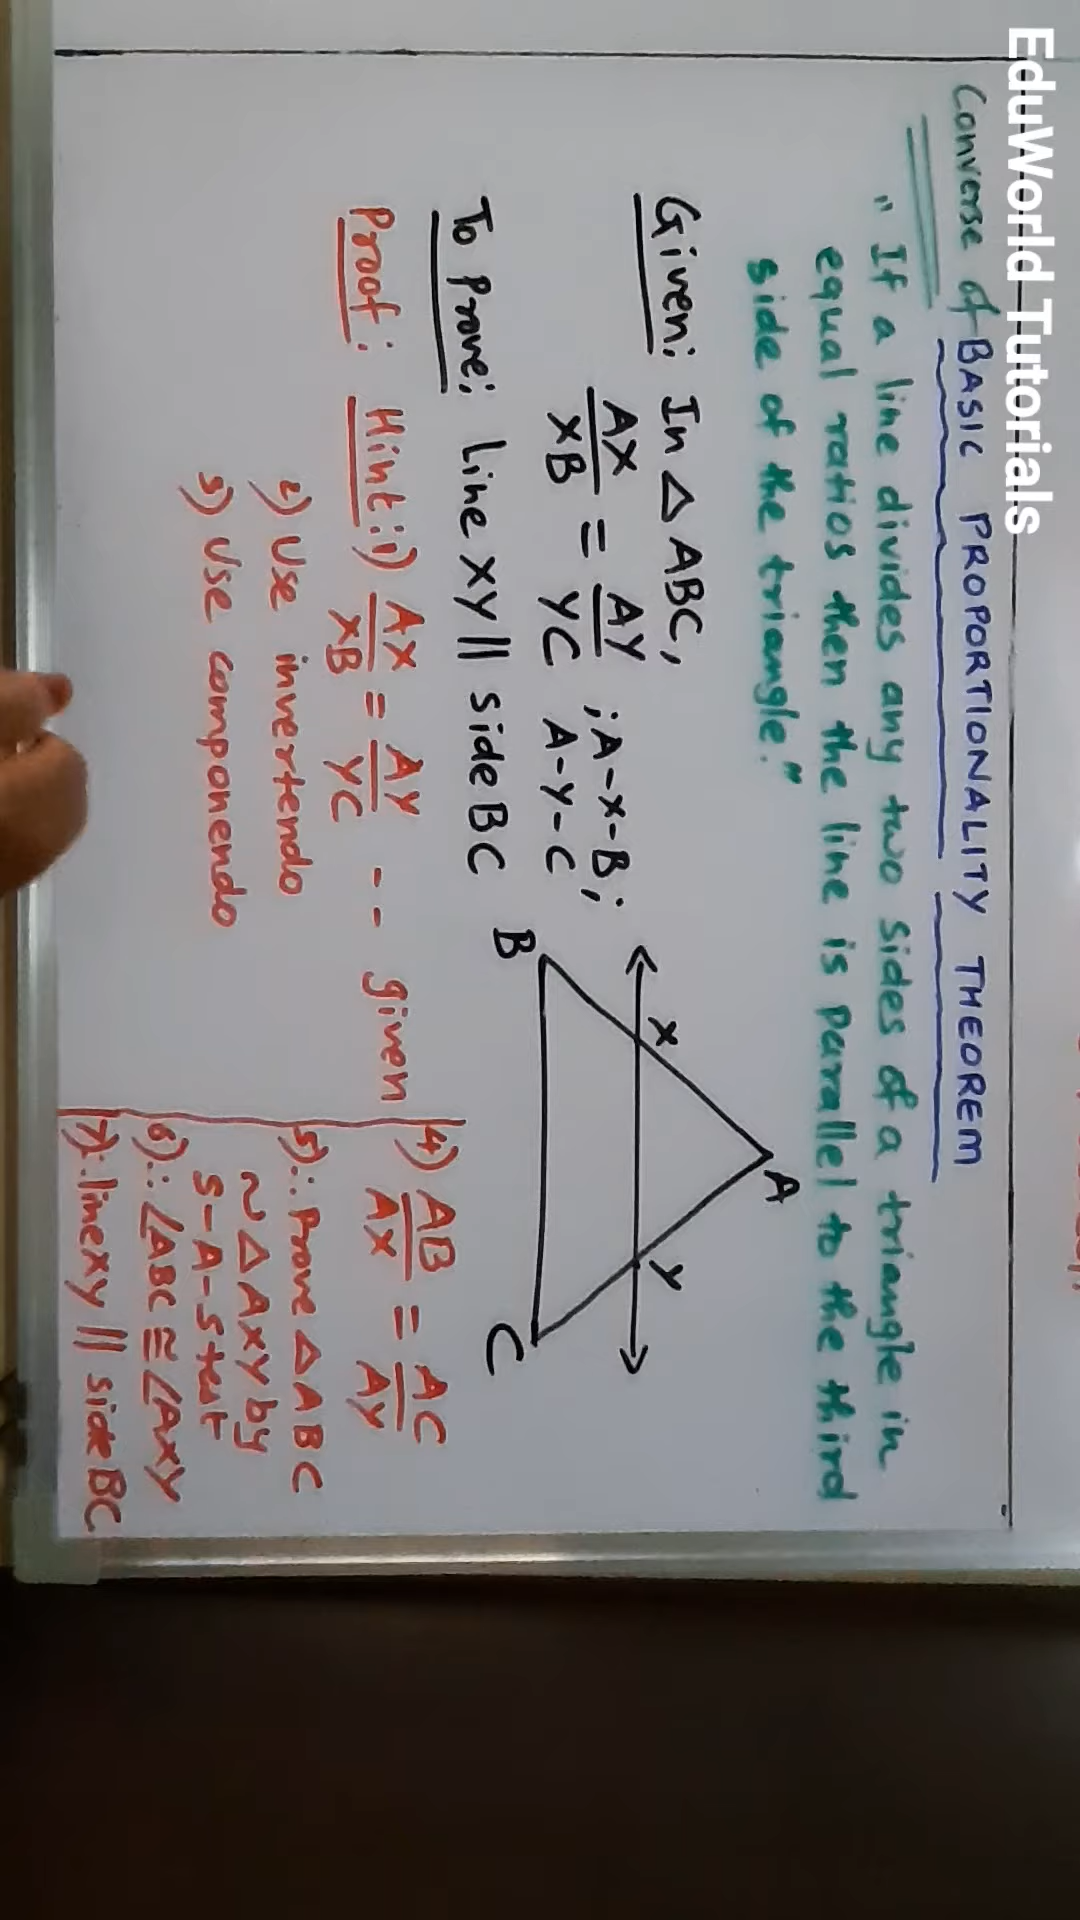 EduWorld Tutorials
Converse of BASIC PROPORTIONALITY THEOREM
" If a line divides any two sides of a triangle in
equal ratios then the line is parallel to the third
side of the triangle."
Given: In △ ABC,
AX/XB = AY/YC ; A-X-B; A-Y-C
To Prove: line XY || side BC
A
X
Y
B
C
Proof: Hint: 1) AX/XB = AY/YC -- given
2) Use invertendo
3) Use componendo
4) AB/AX = AC/AY
5) ∴ Prove △ ABC
~ △ AXY by
S-A-S test
6) ∴ ∠ABC ≅ ∠AXY
7) ∴ line XY || side BC